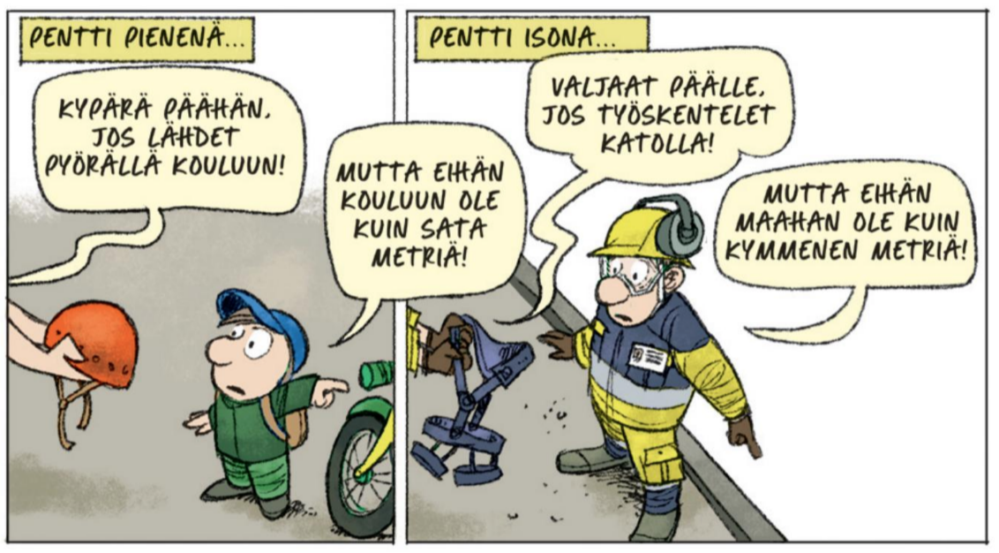 PENTTI PIENENÄ...
KYPÄRÄ PÄÄHÄN,
JOS LÄHDET
PYÖRÄLLÄ KOULUUN!
MUTTA EIHÄN
KOULUUN OLE
KUIN SATA
METRIÄ!
PENTTI ISONA...
VALJAAT PÄÄLLE,
JOS TYÖSKENTELET
KATOLLA!
MUTTA EIHÄN
MAAHAN OLE KUIN
KYMMENEN METRIÄ!